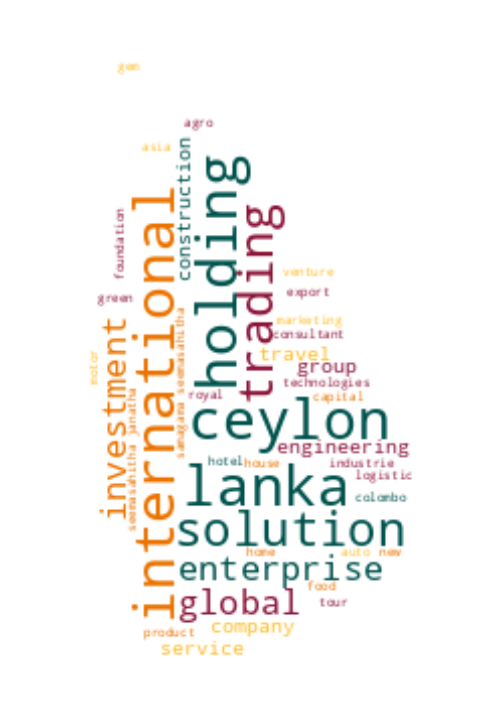 gem
agro
asia
construction
holding
international
trading
foundation
venture
green
export
samagara seemasahitha
marketing
investment
consultant
travel
motor
group
technologies
seemasahitha janatha
royal
capital
ceylon
engineering
hotel
house
industrie
lanka
logistic
colombo
solution
home
auto
new
enterprise
food
global
tour
company
product
service